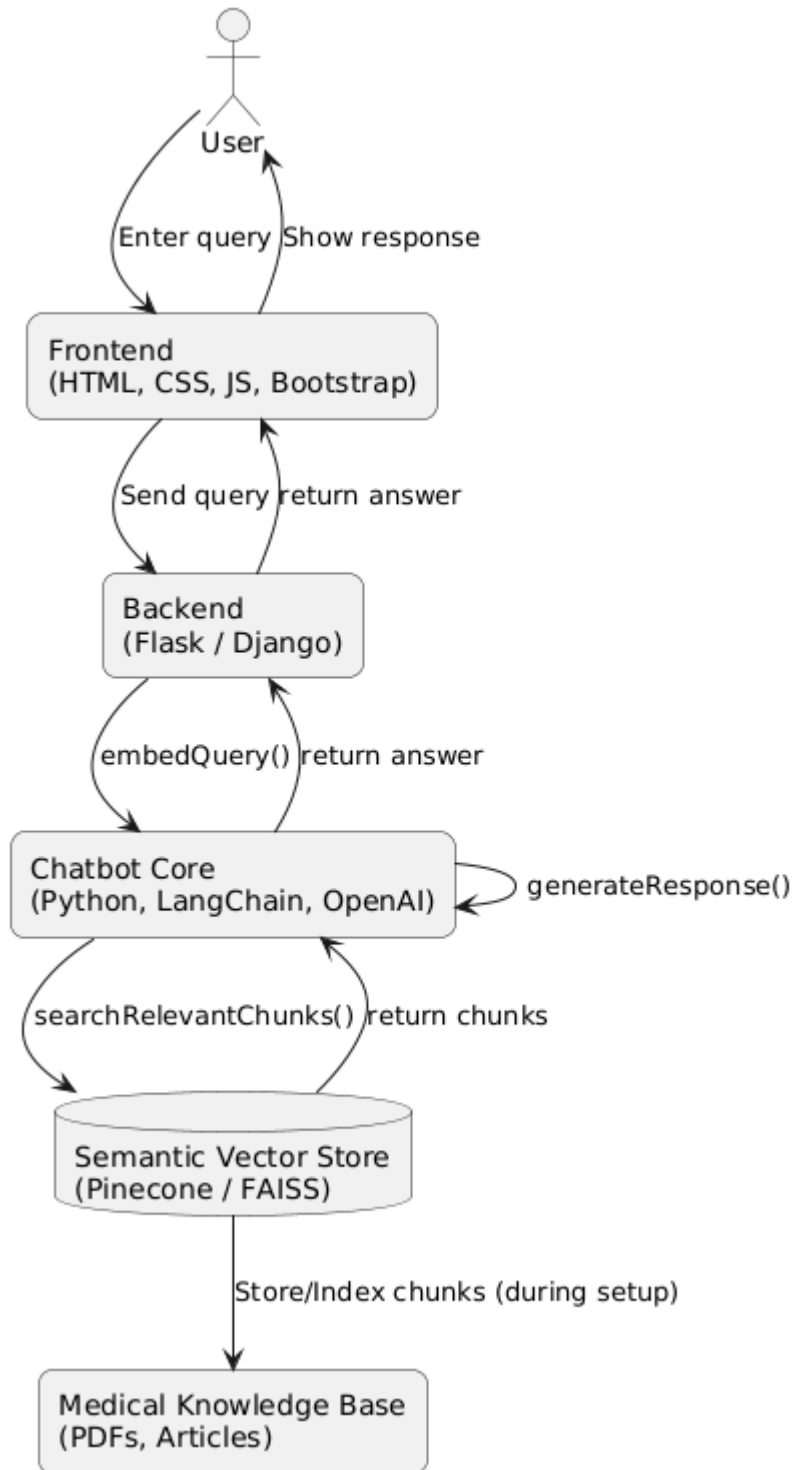 User
Enter query
Show response
Frontend
(HTML, CSS, JS, Bootstrap)
Send query
return answer
Backend
(Flask / Django)
embedQuery()
return answer
Chatbot Core
(Python, LangChain, OpenAI)
generateResponse()
searchRelevantChunks()
return chunks
Semantic Vector Store
(Pinecone / FAISS)
Store/Index chunks (during setup)
Medical Knowledge Base
(PDFs, Articles)